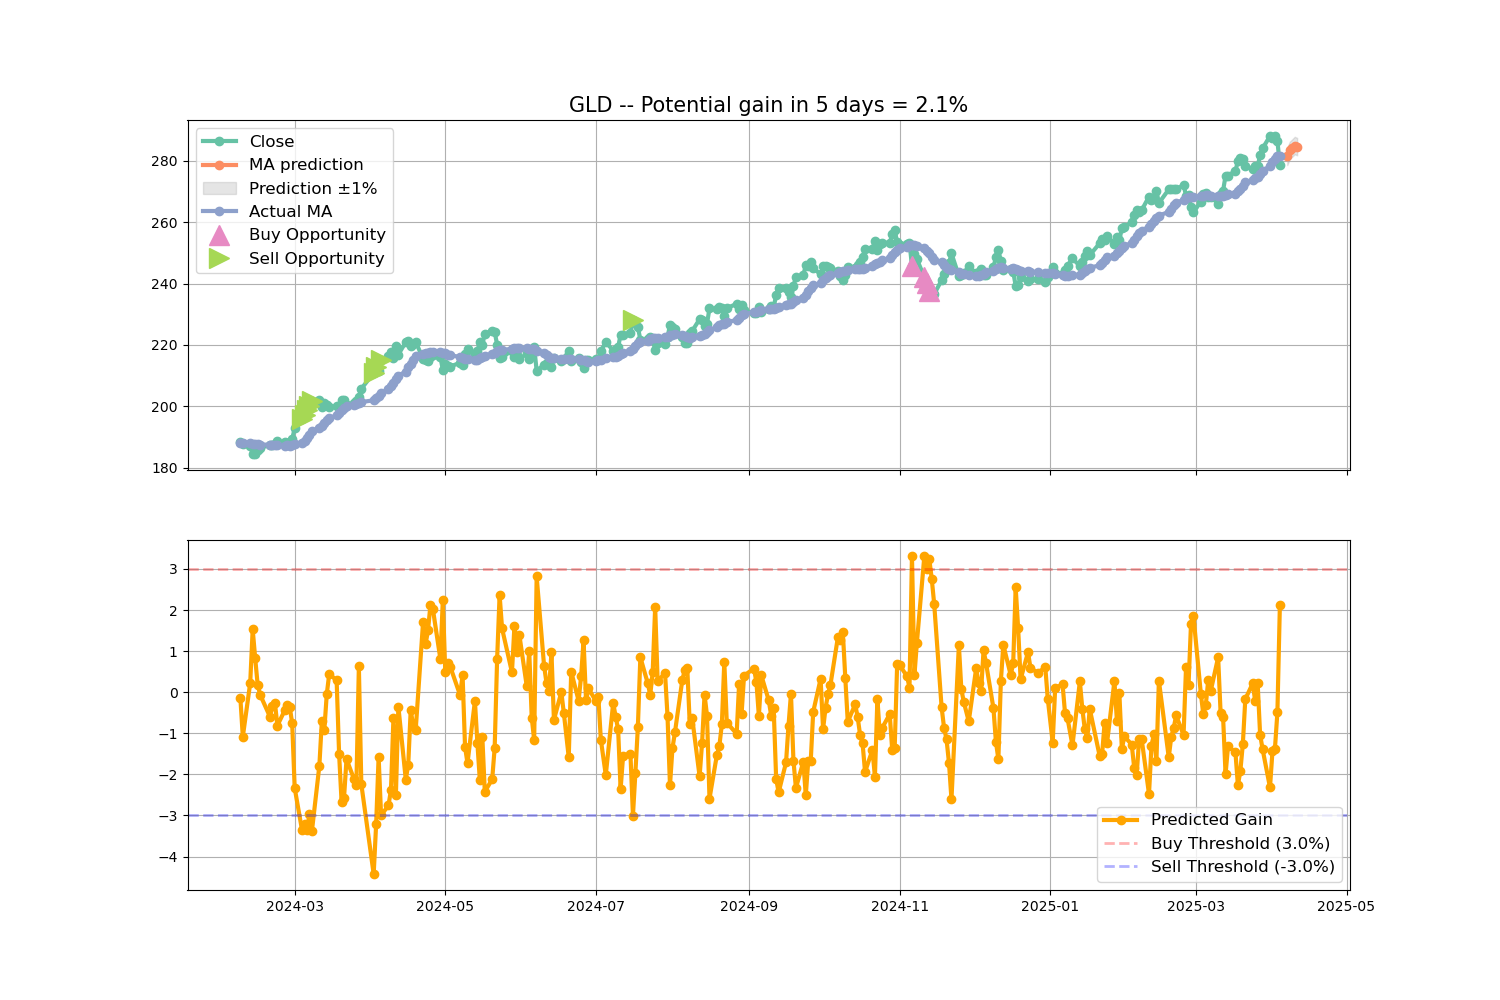 GLD -- Potential gain in 5 days = 2.1%
Close
MA prediction
Prediction ±1%
Actual MA
Buy Opportunity
Sell Opportunity
280
260
240
220
200
180
3
2
1
0
−1
−2
−3
−4
Predicted Gain
Buy Threshold (3.0%)
Sell Threshold (-3.0%)
2024-03 2024-05 2024-07 2024-09 2024-11 2025-01 2025-03 2025-05